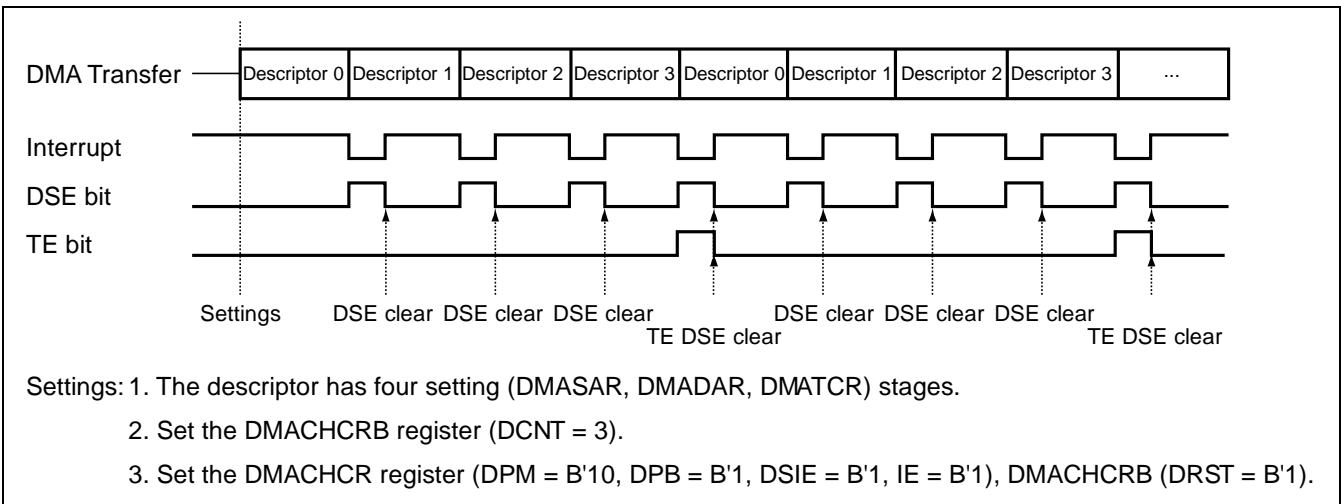 DMA Transfer Descriptor 0 Descriptor 1 Descriptor 2 Descriptor 3 Descriptor 0 Descriptor 1 Descriptor 2 Descriptor 3 ...
Interrupt
DSE bit
TE bit
Settings DSE clear DSE clear DSE clear DSE clear DSE clear DSE clear
TE DSE clear TE DSE clear
Settings: 1. The descriptor has four setting (DMASAR, DMADAR, DMATCR) stages.
2. Set the DMACHCRB register (DCNT = 3).
3. Set the DMACHCR register (DPM = B'10, DPB = B'1, DSIE = B'1, IE = B'1), DMACHCRB (DRST = B'1).